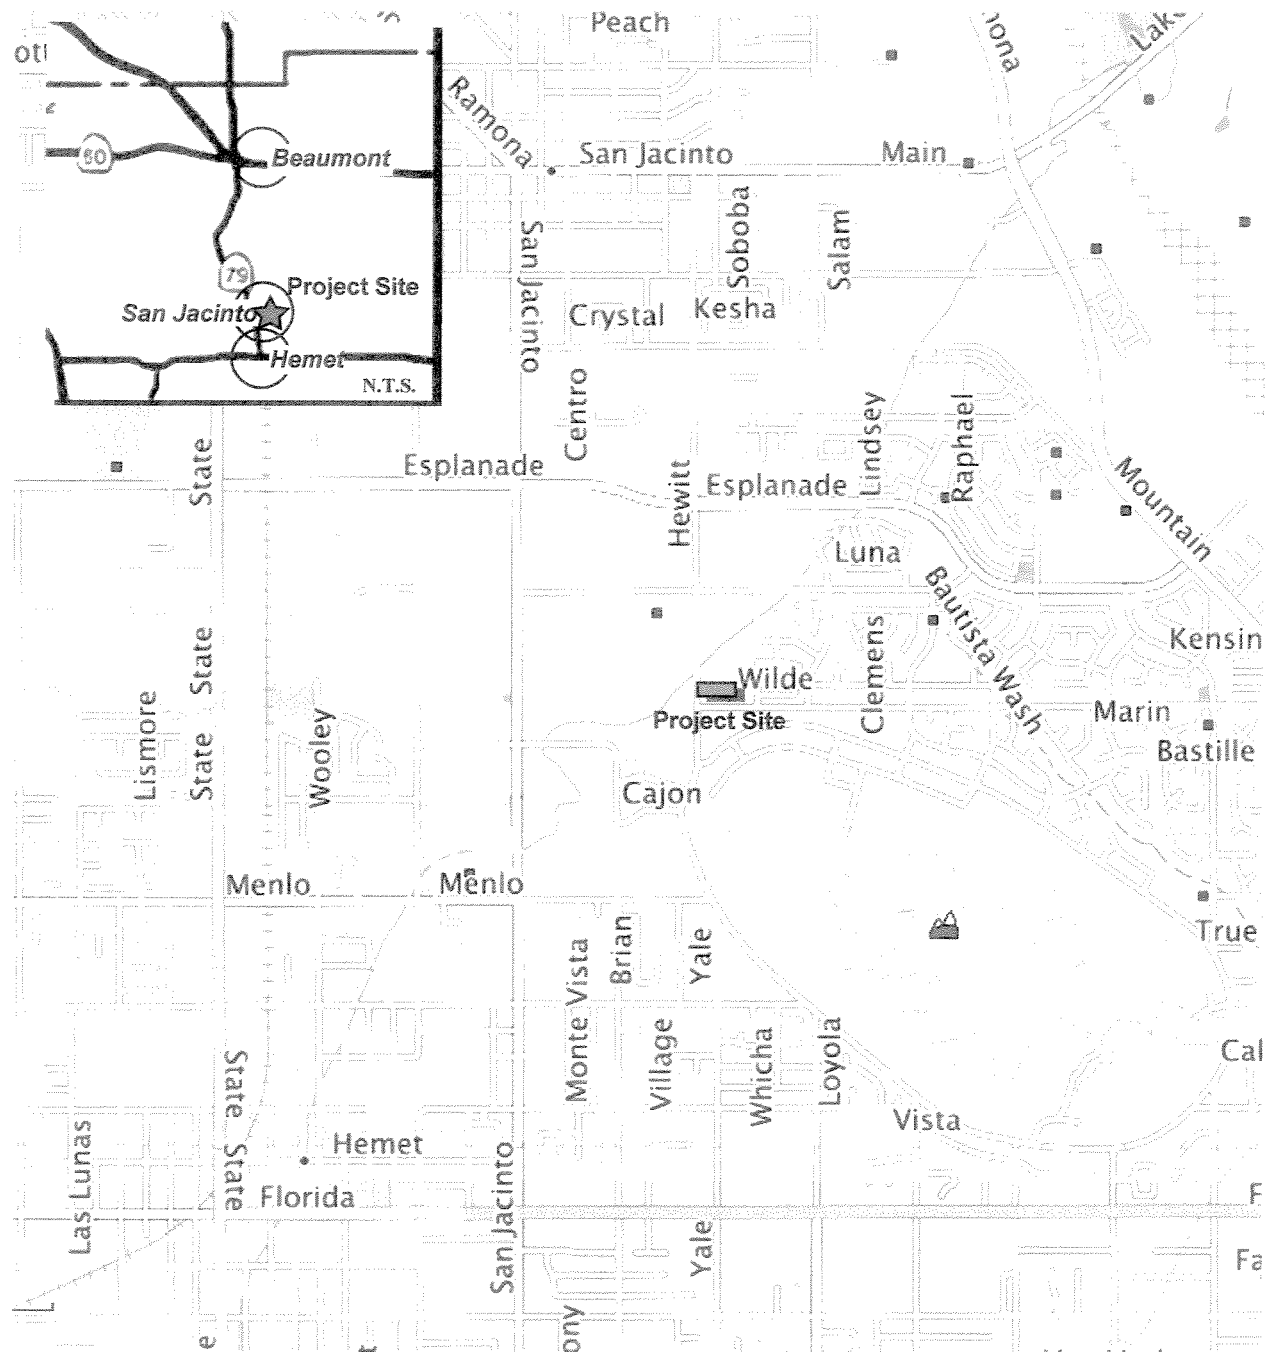 Peach
Lake
Ramona
San Jacinto
Main
60
Beaumont
Soboba
Salam
San Jacinto
79
Project Site
San Jacinto
Crystal
Kesha
Hemet
N.T.S.
Centro
Lindsey
Raphael
State
Esplanade
Hewitt
Esplanade
Mountain
Luna
Bautista Wash
Clemens
State
Kensin
Wilde
Lismore
State
Wooley
Project Site
Marin
Bastille
Cajon
Menlo
Menlo
Brian
Yale
True
Monte Vista
Village
Whicha
Loyola
Cal
State
Vista
Las Lunas
Hemet
State
Florida
San Jacinto
Yale
F
Fa
ony